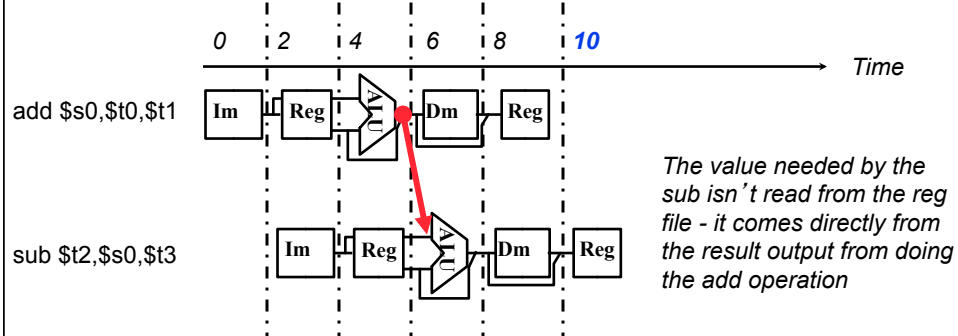 0 2 4 6 8 10
Time
add $s0,$t0,$t1
Im Reg ALU Dm Reg
The value needed by the
sub isn't read from the reg
file - it comes directly from
the result output from doing
the add operation
sub $t2,$s0,$t3
Im Reg ALU Dm Reg